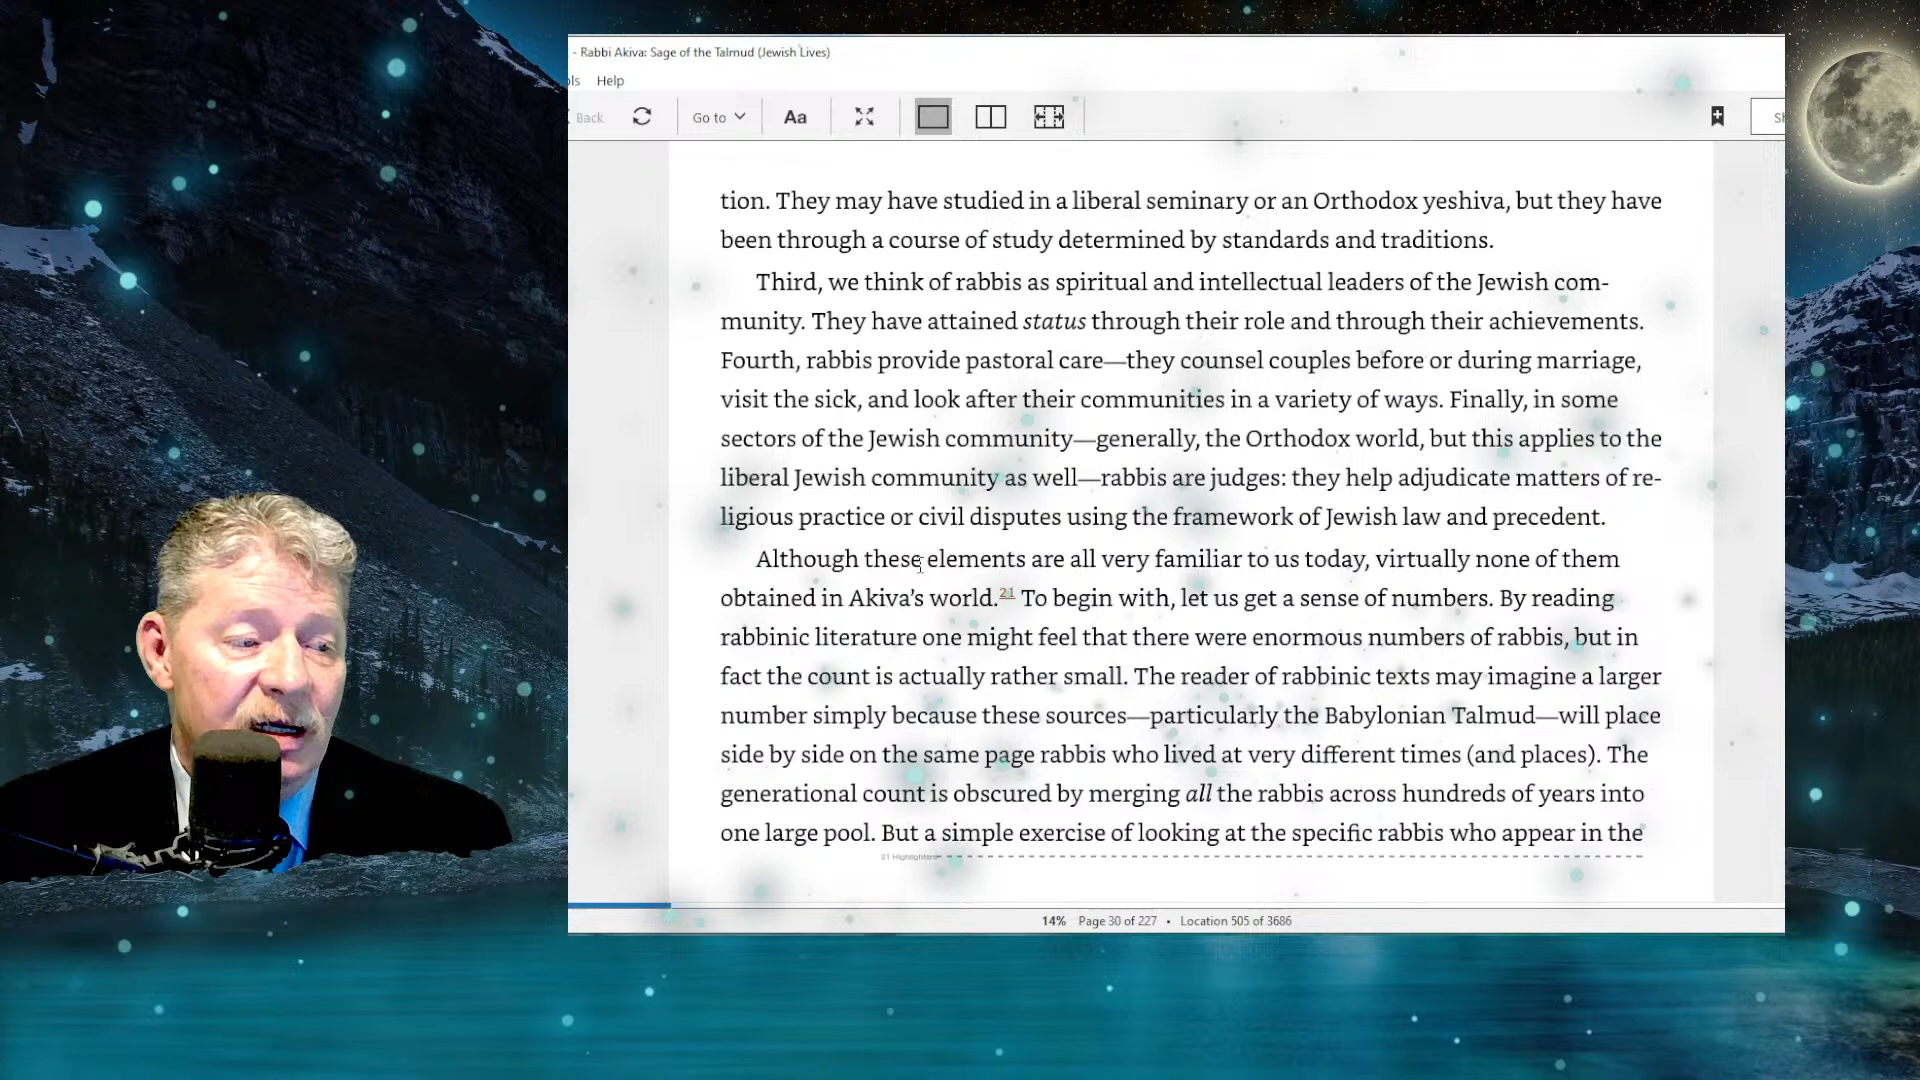 - Rabbi Akiva: Sage of the Talmud (Jewish Lives)
ols Help
Back Go to Aa
tion. They may have studied in a liberal seminary or an Orthodox yeshiva, but they have
been through a course of study determined by standards and traditions.
Third, we think of rabbis as spiritual and intellectual leaders of the Jewish com-
munity. They have attained status through their role and through their achievements.
Fourth, rabbis provide pastoral care—they counsel couples before or during marriage,
visit the sick, and look after their communities in a variety of ways. Finally, in some
sectors of the Jewish community—generally, the Orthodox world, but this applies to the
liberal Jewish community as well—rabbis are judges: they help adjudicate matters of re-
ligious practice or civil disputes using the framework of Jewish law and precedent.
Although these elements are all very familiar to us today, virtually none of them
obtained in Akiva’s world.21 To begin with, let us get a sense of numbers. By reading
rabbinic literature one might feel that there were enormous numbers of rabbis, but in
fact the count is actually rather small. The reader of rabbinic texts may imagine a larger
number simply because these sources—particularly the Babylonian Talmud—will place
side by side on the same page rabbis who lived at very different times (and places). The
generational count is obscured by merging all the rabbis across hundreds of years into
one large pool. But a simple exercise of looking at the specific rabbis who appear in the
21 Highlighters
14% Page 30 of 227 • Location 505 of 3686